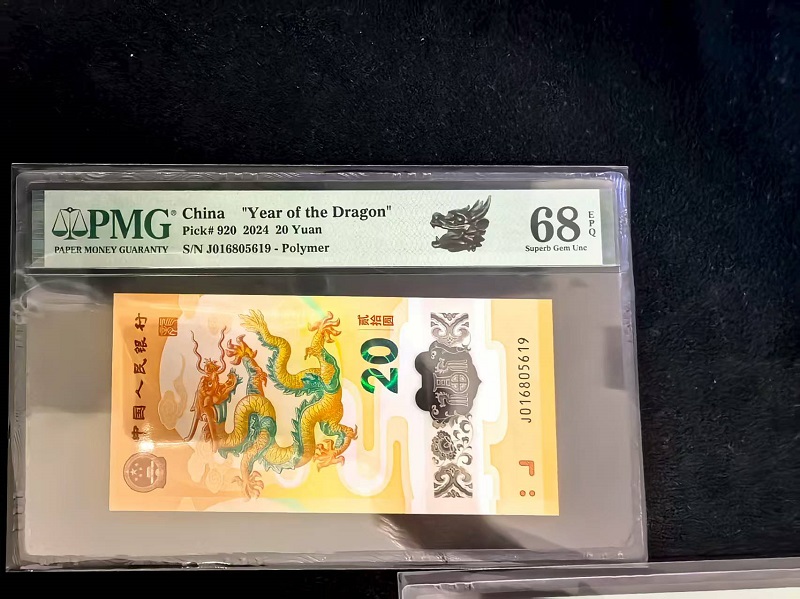 PMG®
PAPER MONEY GUARANTY
China "Year of the Dragon"
Pick# 920 2024 20 Yuan
S/N J016805619 - Polymer
68 EPQ
Superb Gem Unc
中国人民银行
贰拾圆
20
J016805619